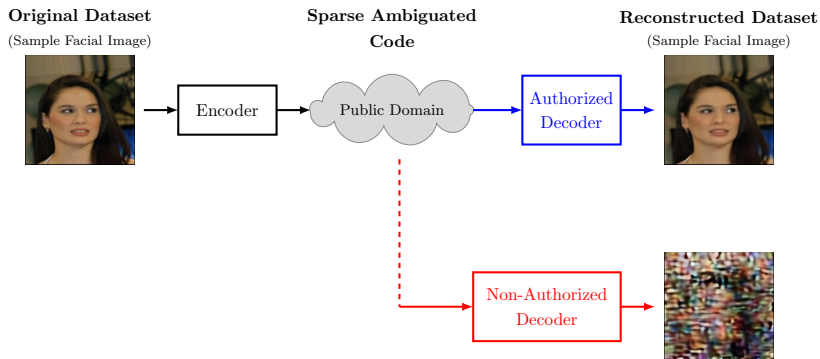 Original Dataset
(Sample Facial Image)
Sparse Ambiguated
Code
Reconstructed Dataset
(Sample Facial Image)
Encoder
Public Domain
Authorized
Decoder
Non-Authorized
Decoder